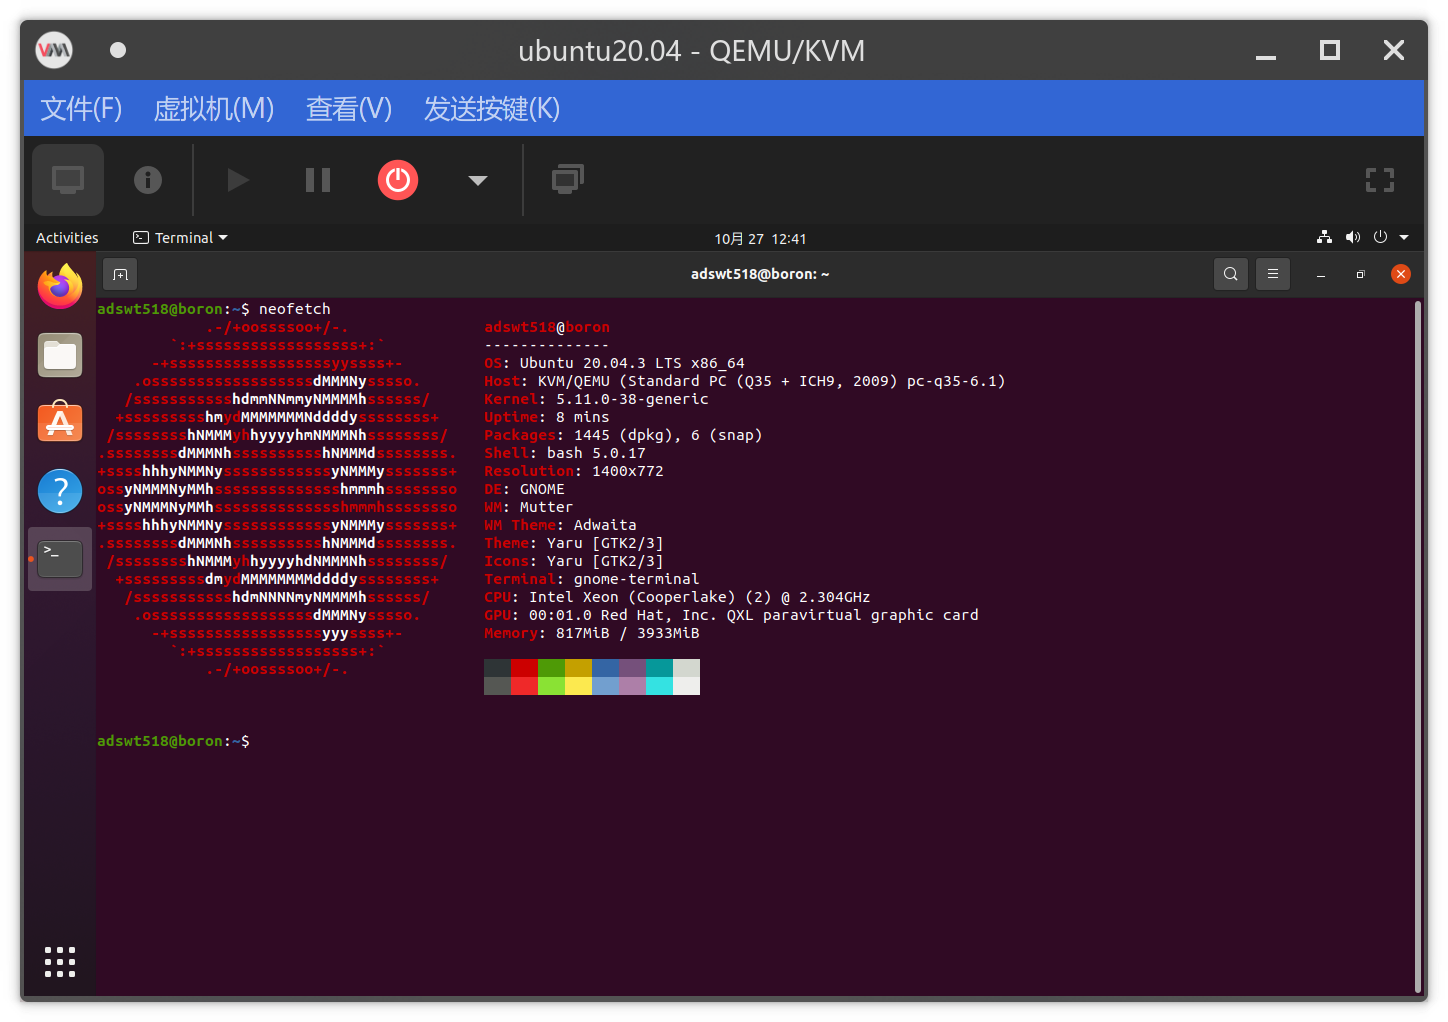 ubuntu20.04 - QEMU/KVM
文件(F) 虚拟机(M) 查看(V) 发送按键(K)
Activities Terminal 10月 27 12:41
adswt518@boron: ~
adswt518@boron:~$ neofetch
.-/+oossssoo+/-. adswt518@boron
`:+ssssssssssssssssss+:` --------------
-+ssssssssssssssssssyyssss+- OS: Ubuntu 20.04.3 LTS x86_64
.ossssssssssssssssssdMMMNysssso. Host: KVM/QEMU (Standard PC (Q35 + ICH9, 2009) pc-q35-6.1)
/ssssssssssshdmmNNmmyNMMMMhssssss/ Kernel: 5.11.0-38-generic
+ssssssssshmydMMMMMMMNddddyssssssss+ Uptime: 8 mins
/sssssssshNMMMyhhyyyyhmNMMMNhssssssss/ Packages: 1445 (dpkg), 6 (snap)
.ssssssssdMMMNhsssssssssshNMMMdssssssss. Shell: bash 5.0.17
+sssshhhyNMMNyssssssssssssyNMMMysssssss+ Resolution: 1400x772
ossyNMMMNyMMhsssssssssssssshmmmhssssssso DE: GNOME
ossyNMMMNyMMhsssssssssssssshmmmhssssssso WM: Mutter
+sssshhhyNMMNyssssssssssssyNMMMysssssss+ WM Theme: Adwaita
.ssssssssdMMMNhsssssssssshNMMMdssssssss. Theme: Yaru [GTK2/3]
/sssssssshNMMMyhhyyyyhdNMMMNhssssssss/ Icons: Yaru [GTK2/3]
+sssssssssdmydMMMMMMMMddddyssssssss+ Terminal: gnome-terminal
/ssssssssssshdmNNNNmyNMMMMhssssss/ CPU: Intel Xeon (Cooperlake) (2) @ 2.304GHz
.ossssssssssssssssssdMMMNysssso. GPU: 00:01.0 Red Hat, Inc. QXL paravirtual graphic card
-+sssssssssssssssssyyyssss+- Memory: 817MiB / 3933MiB
`:+ssssssssssssssssss+:`
.-/+oossssoo+/-.
adswt518@boron:~$